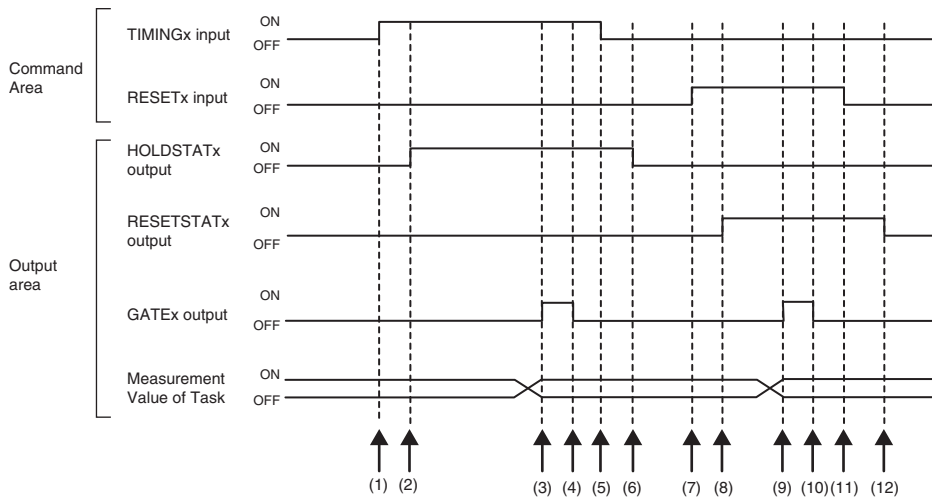 Command
Area
TIMINGx input
ON
OFF
RESETx input
ON
OFF
Output
area
HOLDSTATx
output
ON
OFF
RESETSTATx
output
ON
OFF
GATEx output
ON
OFF
Measurement
Value of Task
ON
OFF
(1) (2) (3) (4) (5) (6) (7) (8) (9) (10) (11) (12)